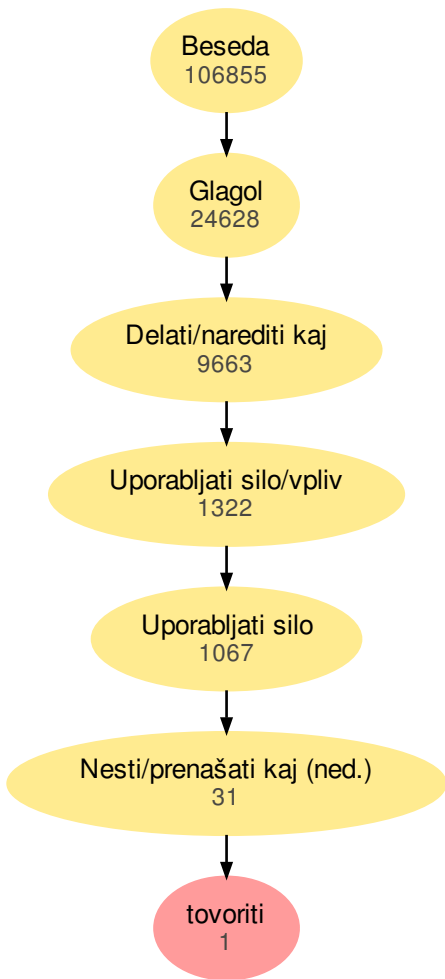 Beseda
106855
Glagol
24628
Delati/narediti kaj
9663
Uporabljati silo/vpliv
1322
Uporabljati silo
1067
Nesti/prenašati kaj (ned.)
31
tovoriti
1